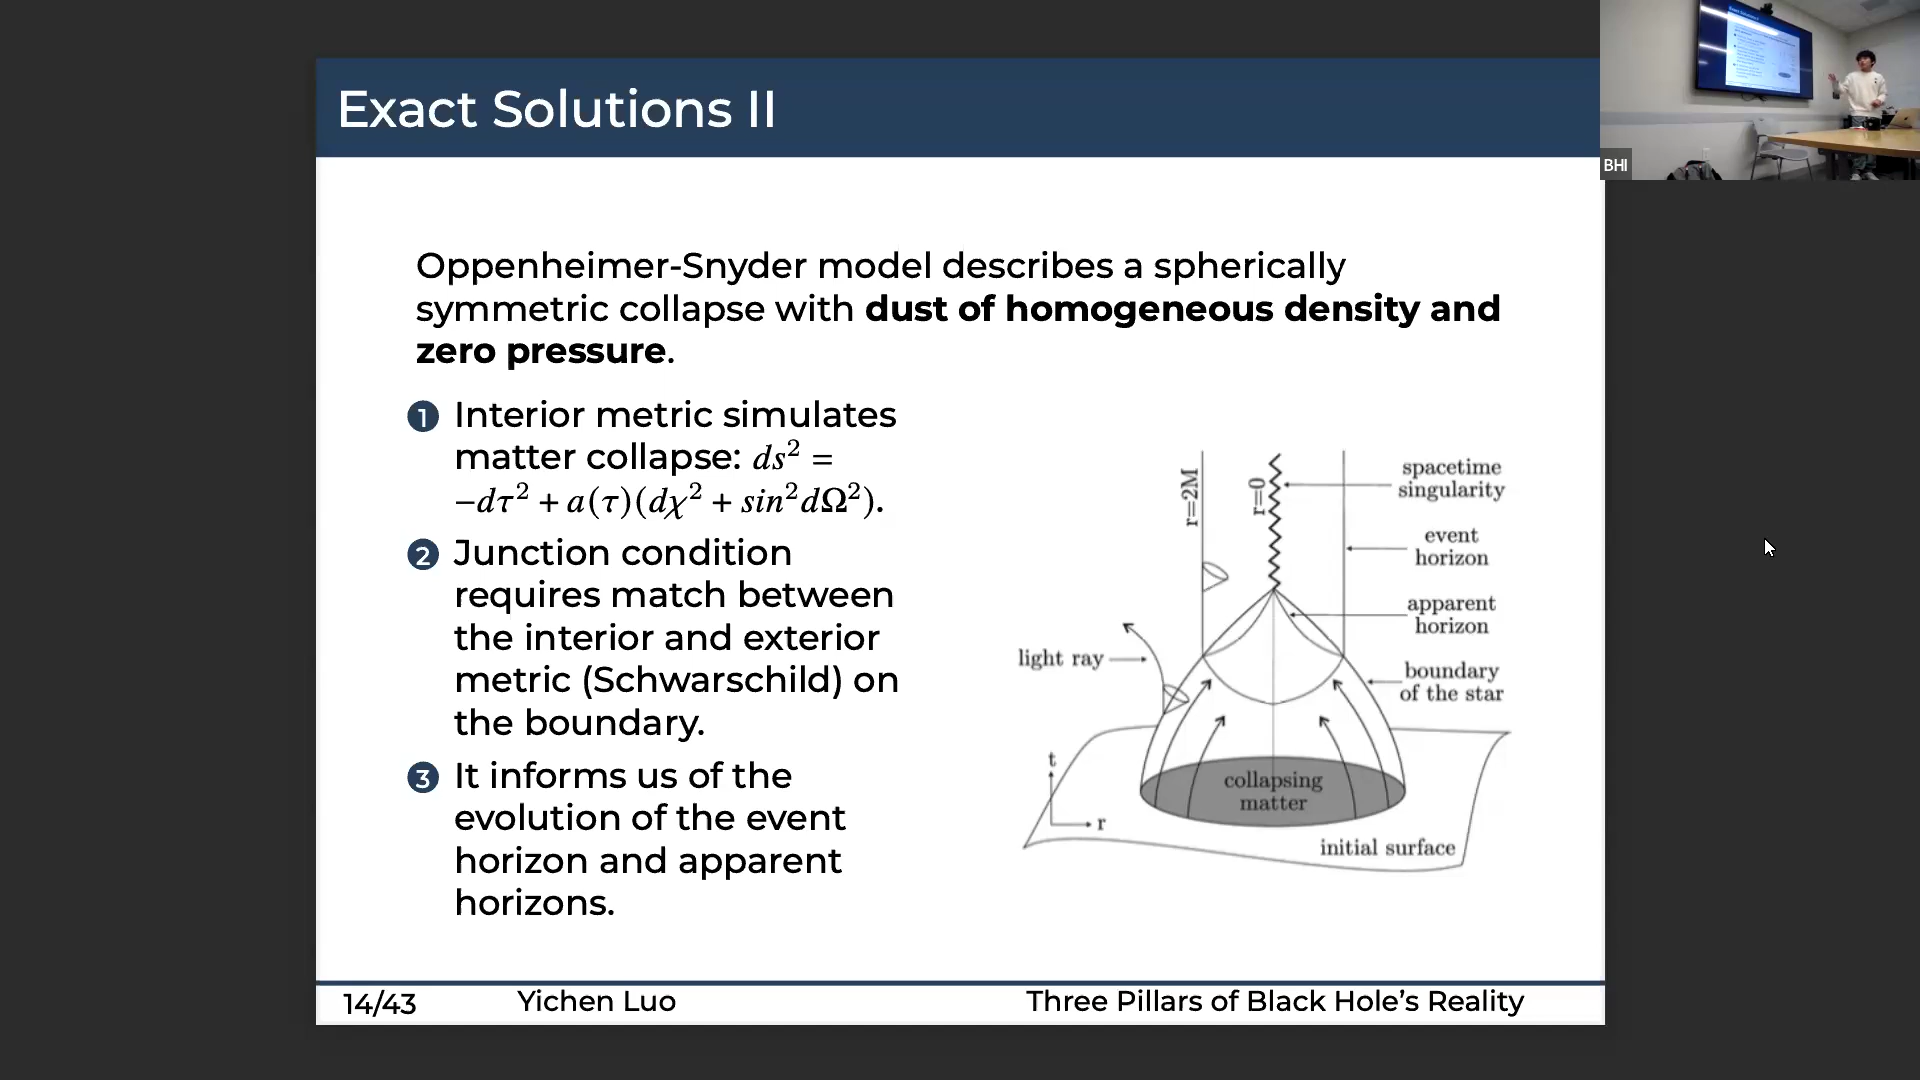 Exact Solutions II
BHI
Oppenheimer-Snyder model describes a spherically
symmetric collapse with dust of homogeneous density and
zero pressure.
1 Interior metric simulates
matter collapse: ds² =
−dτ² + a(τ)(dχ² + sin²dΩ²).
2 Junction condition
requires match between
the interior and exterior
metric (Schwarschild) on
the boundary.
3 It informs us of the
evolution of the event
horizon and apparent
horizons.
r=2M
r=0
spacetime
singularity
event
horizon
apparent
horizon
light ray
boundary
of the star
t
r
collapsing
matter
initial surface
14/43
Yichen Luo
Three Pillars of Black Hole’s Reality